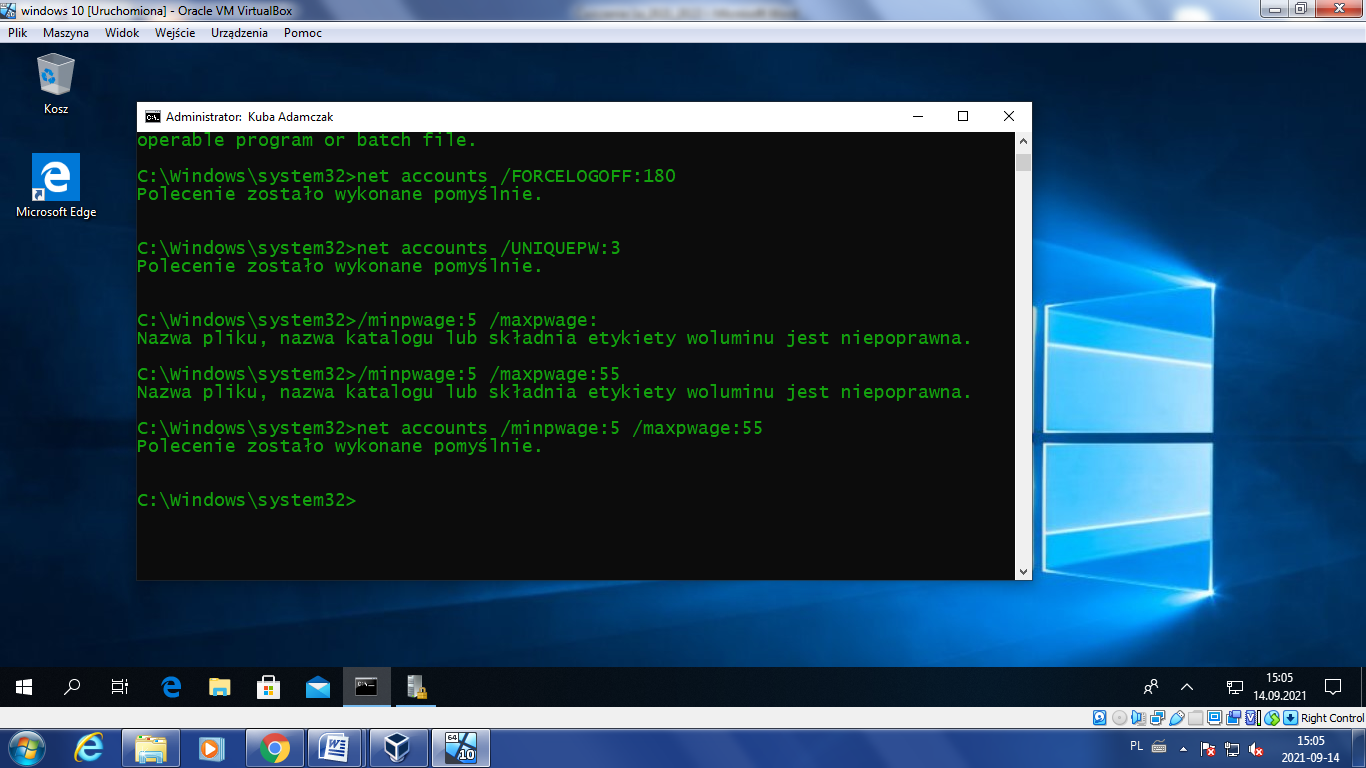 windows 10 [Uruchomiona] - Oracle VM VirtualBox
Plik Maszyna Widok Wejście Urządzenia Pomoc
Kosz
Microsoft Edge
Administrator: Kuba Adamczak
operable program or batch file.
C:\Windows\system32>net accounts /FORCELOGOFF:180
Polecenie zostało wykonane pomyślnie.
C:\Windows\system32>net accounts /UNIQUEPW:3
Polecenie zostało wykonane pomyślnie.
C:\Windows\system32>/minpwage:5 /maxpwage:
Nazwa pliku, nazwa katalogu lub składnia etykiety woluminu jest niepoprawna.
C:\Windows\system32>/minpwage:5 /maxpwage:55
Nazwa pliku, nazwa katalogu lub składnia etykiety woluminu jest niepoprawna.
C:\Windows\system32>net accounts /minpwage:5 /maxpwage:55
Polecenie zostało wykonane pomyślnie.
C:\Windows\system32>
15:05
14.09.2021
Right Control
64
10
PL
15:05
2021-09-14